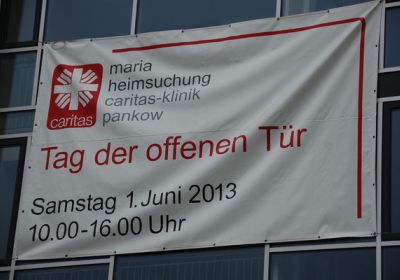 caritas
maria
heimsuchung
caritas-klinik
pankow
Tag der offenen Tür
Samstag 1. Juni 2013
10.00-16.00 Uhr